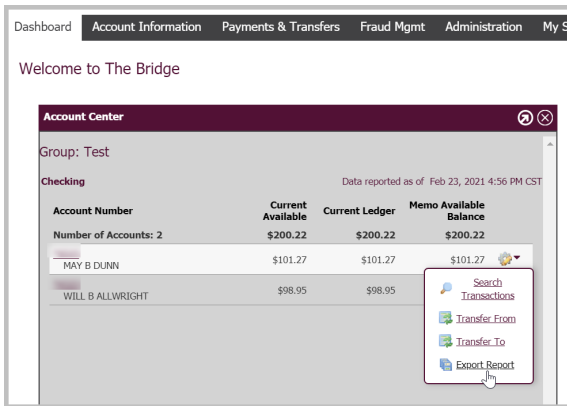 Dashboard Account Information Payments & Transfers Fraud Mgmt Administration My S
Welcome to The Bridge
Account Center
Group: Test
Checking Data reported as of Feb 23, 2021 4:56 PM CST
Account Number Current Available Current Ledger Memo Available Balance
Number of Accounts: 2 $200.22 $200.22 $200.22
MAY B DUNN $101.27 $101.27 $101.27
WILL B ALLWRIGHT $98.95 $98.95
Search
Transactions
Transfer From
Transfer To
Export Report